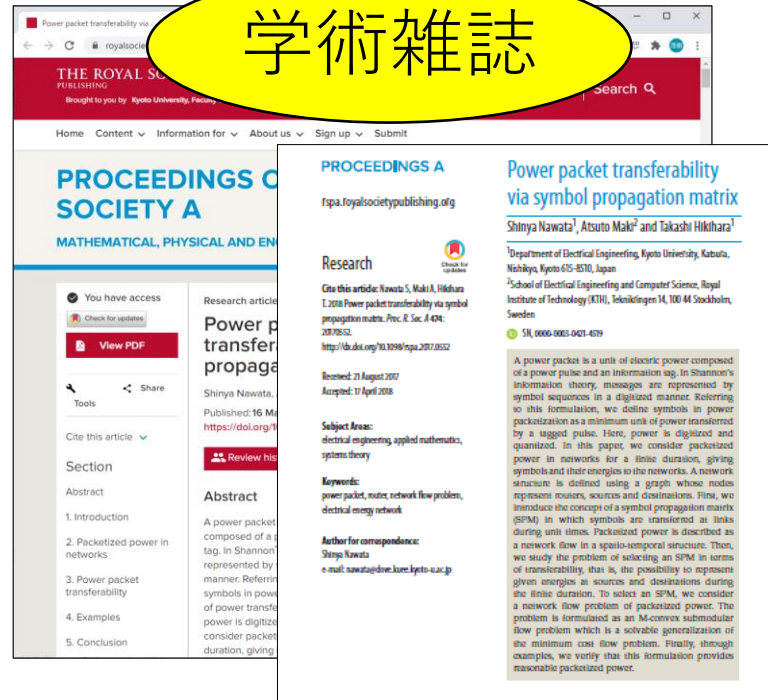 学術雑誌
Power packet transferability via
royalsocie
THE ROYAL SO
PUBLISHING
Brought to you by Kyoto University, Faculty
Search
Home Content Information for About us Sign up Submit
PROCEEDINGS O
SOCIETY A
MATHEMATICAL, PHYSICAL AND EN
You have access
Check for updates
View PDF
Tools
Share
Cite this article
Section
Abstract
1. Introduction
2. Packetized power in
networks
3. Power packet
transferability
4. Examples
5. Conclusion
Research article
Power p
transfer
propaga
Shinya Nawata,
Published: 16 Ma
https://doi.org/1
Review his
Abstract
A power packet
composed of a p
tag. In Shannon'
represented by s
manner. Referrin
symbols in powe
of power transfe
power is digitize
consider packet
duration, giving
PROCEEDINGS A
rspa.royalsocietypublishing.org
Research
Check for
updates
Cite this article: Nawata S, Maki A, Hikihara
T. 2018 Power packet transferability via symbol
propagation matrix. Proc. R. Soc. A 474:
20170552.
http://dx.doi.org/10.1098/rspa.2017.0552
Received: 21 August 2017
Accepted: 17 April 2018
Subject Areas:
electrical engineering, applied mathematics,
systems theory
Keywords:
power packet, router, network flow problem,
electrical energy network
Author for correspondence:
Shinya Nawata
e-mail: nawata@dove.kuee.kyoto-u.ac.jp
Power packet transferability
via symbol propagation matrix
Shinya Nawata1, Atsuto Maki2 and Takashi Hikihara1
1Department of Electrical Engineering, Kyoto University, Katsura,
Nishikyo, Kyoto 615-8510, Japan
2School of Electrical Engineering and Computer Science, Royal
Institute of Technology (KTH), Teknikringen 14, 100 44 Stockholm,
Sweden
SN, 0000-0003-0421-4519
A power packet is a unit of electric power composed
of a power pulse and an information tag. In Shannon's
information theory, messages are represented by
symbol sequences in a digitized manner. Referring
to this formulation, we define symbols in power
packetization as a minimum unit of power transferred
by a tagged pulse. Here, power is digitized and
quantized. In this paper, we consider packetized
power in networks for a finite duration, giving
symbols and their energies to the networks. A network
structure is defined using a graph whose nodes
represent routers, sources and destinations. First, we
introduce the concept of a symbol propagation matrix
(SPM) in which symbols are transferred at links
during unit times. Packetized power is described as
a network flow in a spatio-temporal structure. Then,
we study the problem of selecting an SPM in terms
of transferability, that is, the possibility to represent
given energies at sources and destinations during
the finite duration. To select an SPM, we consider
a network flow problem of packetized power. The
problem is formulated as an M-convex submodular
flow problem which is a solvable generalization of
the minimum cost flow problem. Finally, through
examples, we verify that this formulation provides
reasonable packetized power.